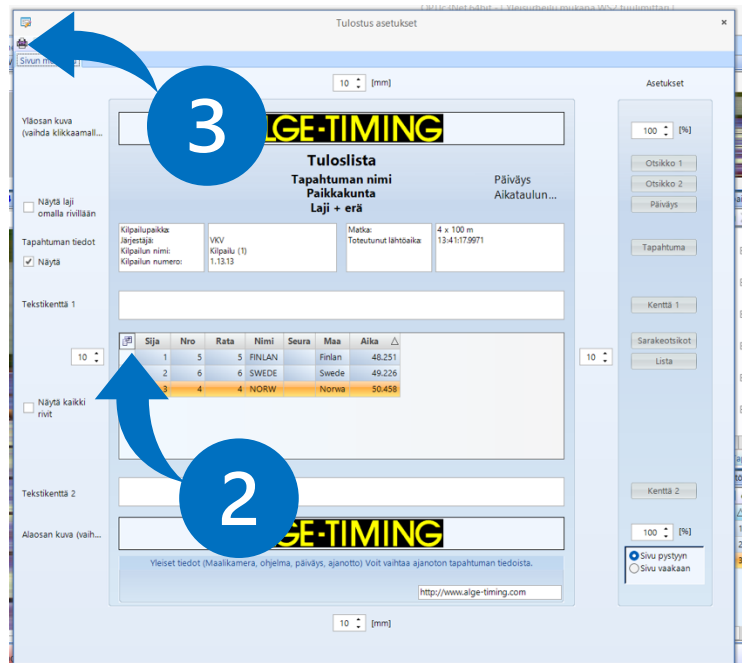 Tulostus asetukset
10 [mm]
Asetukset
3
Yläosan kuva
(vaihda klikkaamall...
ALGE-TIMING
100 [%]
Tuloslista
Tapahtuman nimi
Paikkakunta
Laji + erä
Päiväys
Aikataulun...
Otsikko 1
Otsikko 2
Päiväys
Näytä laji
omalla rivillään
Tapahtuman tiedot
Näytä
Kilpailupaikka:
Järjestäjä: VKV
Kilpailun nimi: Kilpailu (1)
Kilpailun numero: 1.13.13
Matka: 4 x 100 m
Toteutunut lähtöaika: 13:41:17.9971
Tapahtuma
Tekstikenttä 1
Kenttä 1
Sija Nro Rata Nimi Seura Maa Aika
1 5 5 FINLAN Finlan 48.251
2 6 6 SWEDE Swede 49.226
3 4 4 NORW Norwa 50.458
10
10
Sarakeotsikot
Lista
Näytä kaikki
rivit
2
Tekstikenttä 2
Kenttä 2
Alaosan kuva (vaih...
ALGE-TIMING
100 [%]
Yleiset tiedot (Maalikamera, ohjelma, päiväys, ajanotto) Voit vaihtaa ajanoton tapahtuman tiedoista.
Sivu pystyyn
Sivu vaakaan
http://www.alge-timing.com
10 [mm]